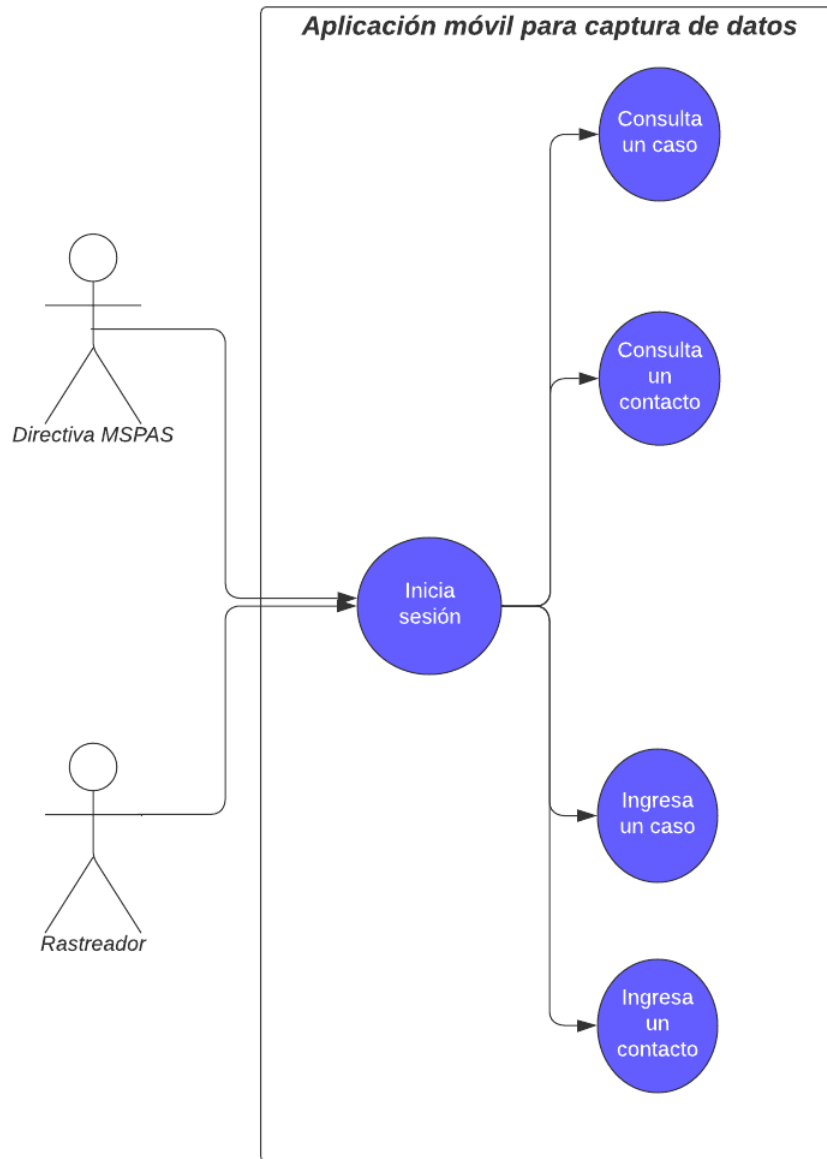 Aplicación móvil para captura de datos
Consulta
un caso
Consulta
un
contacto
Directiva MSPAS
Inicia
sesión
Ingresa
un caso
Rastreador
Ingresa
un
contacto